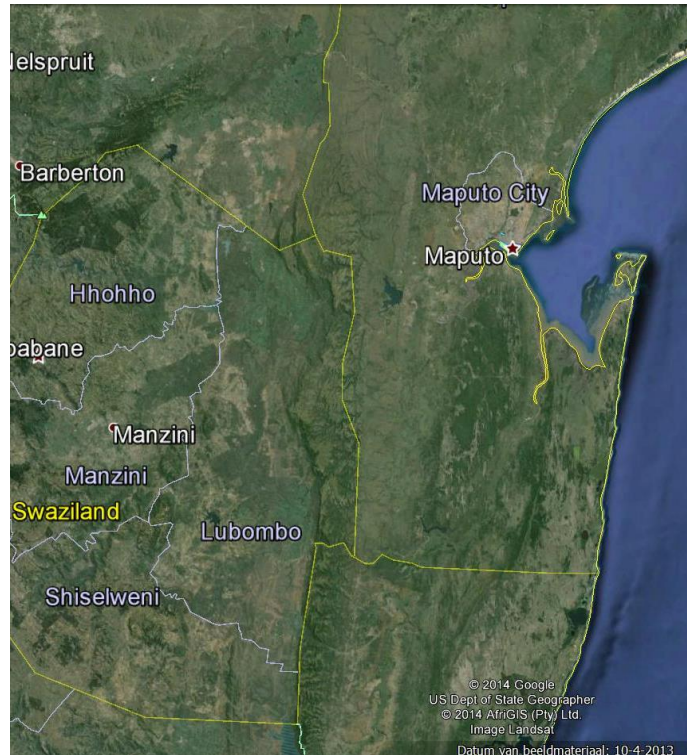 Nelspruit
Barberton
Maputo City
Maputo
Hhohho
babane
Manzini
Manzini
Swaziland
Lubombo
Shiselweni
© 2014 Google
US Dept of State Geographer
© 2014 AfriGIS (Pty) Ltd.
Image Landsat
Datum van beeldmateriaal: 10-4-2013